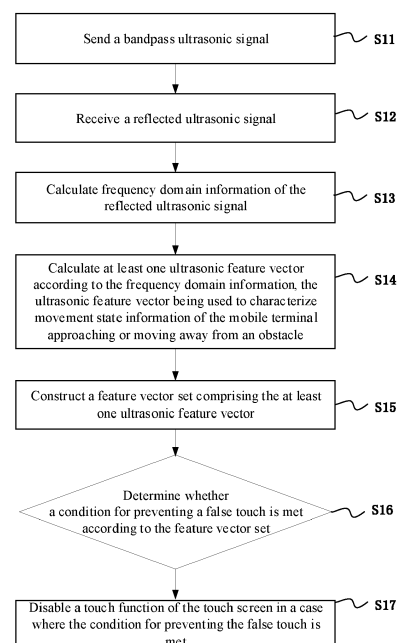 Send a bandpass ultrasonic signal
S11
Receive a reflected ultrasonic signal
S12
Calculate frequency domain information of the
reflected ultrasonic signal
S13
Calculate at least one ultrasonic feature vector
according to the frequency domain information, the
ultrasonic feature vector being used to characterize
movement state information of the mobile terminal
approaching or moving away from an obstacle
S14
Construct a feature vector set comprising the at least
one ultrasonic feature vector
S15
Determine whether
a condition for preventing a false touch is met
according to the feature vector set
S16
Disable a touch function of the touch screen in a case
where the condition for preventing the false touch is
met
S17